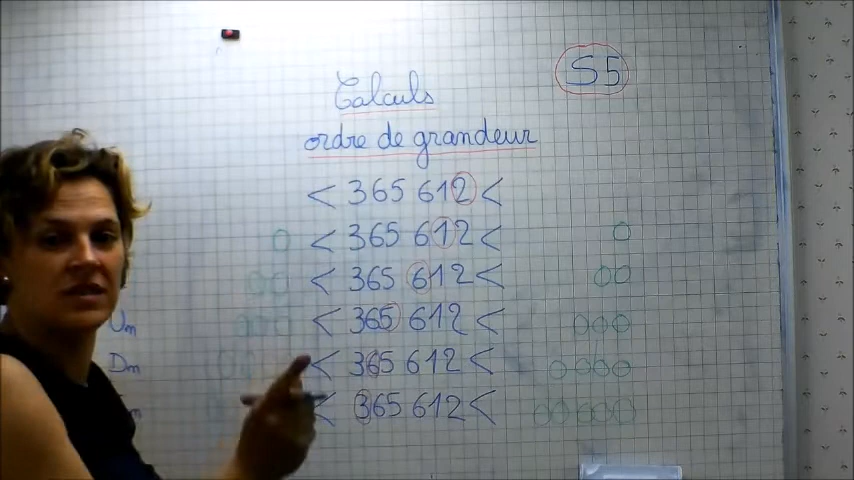 S5
Calculs
ordre de grandeur
< 365 612 <
0 < 365 612 < 0
00 < 365 612 < 00
000 < 365 612 < 000
Um
0000 < 365 612 < 0000
Dm
< 365 612 < 00000
m